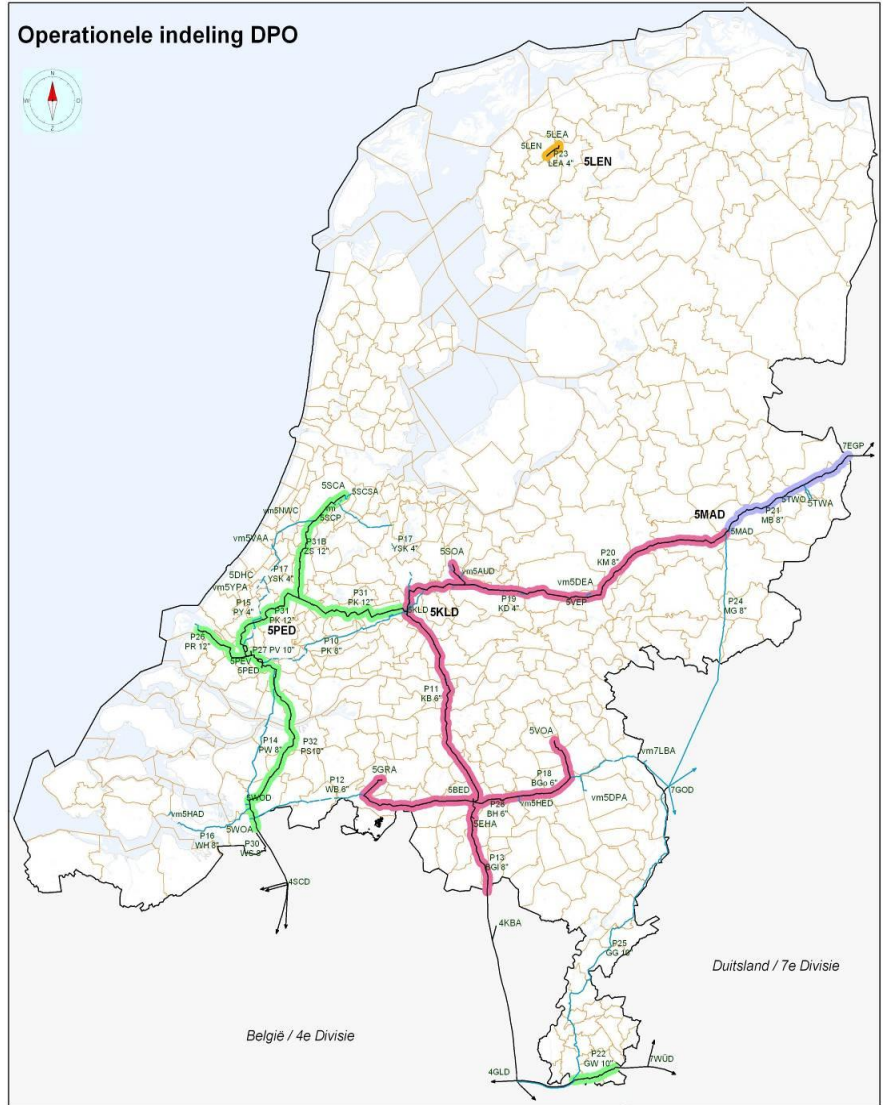 Operationele indeling DPO
N
W
O
Z
5LEA
5LEN
P23
LEA 4"
5LEN
7EGP
5TWO
5TWA
P21
MB 8"
5MAD
5MAD
5SCA
5SCSA
vm
5SCP
vm5NWC
vm5VAA
P17
YSK 4"
P31B
ZS 12"
P17
YSK 4"
5SOA
vm5AUD
P20
KM 8"
vm5DEA
5VEP
P19
KD 4"
5DHC
vm5YPA
P15
PY 4"
P31
PK 12"
P31
PK 12"
5KLD
5KLD
P24
MG 8"
P26
PR 12"
5PED
P27 PV 10"
P10
PK 8"
5PEV
5PED
P11
KB 6"
5VOA
vm7LBA
P14
PW 8"
P32
PS10"
5GRA
P12
WB 6"
P18
BGo 6"
5BED
P28
BH 6"
vm5HED
vm5DPA
7GOD
5WOD
vm5HAD
5WOA
5EHA
P16
WH 8"
P30
WS 8"
P13
BGl 8"
4SCD
4KBA
P25
GG 10"
Duitsland / 7e Divisie
België / 4e Divisie
P22
GW 10"
7WÜD
4GLD